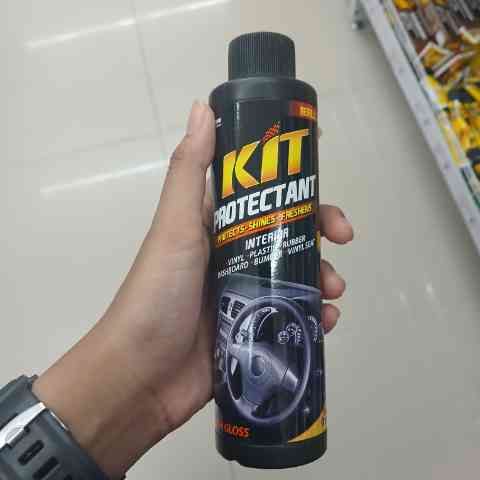 KIT
PROTECTANT
PROTECTS·SHINES·FRESHENS
INTERIOR
VINYL · PLASTIC · RUBBER
DASHBOARD · BUMPER · VINYL SEAT
GLOSS